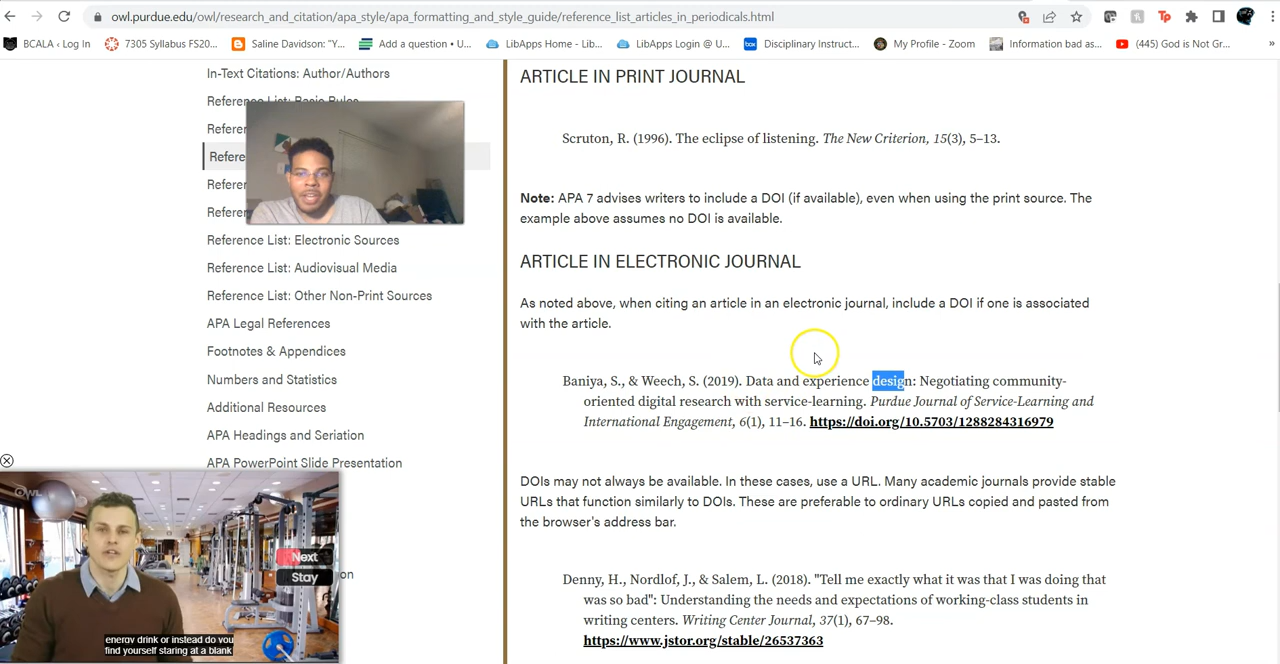 owl.purdue.edu/owl/research_and_citation/apa_style/apa_formatting_and_style_guide/reference_list_articles_in_periodicals.html
BCALA ‹ Log In
7305 Syllabus FS20...
Saline Davidson: "Y...
Add a question • U...
LibApps Home - Lib...
LibApps Login @ U...
Disciplinary Instruct...
My Profile - Zoom
Information bad as...
(445) God is Not Gr...
»
In-Text Citations: Author/Authors
Reference List: Basic Rules
Refere
Refere
Refere
Refere
Reference List: Electronic Sources
Reference List: Audiovisual Media
Reference List: Other Non-Print Sources
APA Legal References
Footnotes & Appendices
Numbers and Statistics
Additional Resources
APA Headings and Seriation
APA PowerPoint Slide Presentation
on
OWL
Next
Stay
energy drink or instead do you
find yourself staring at a blank
ARTICLE IN PRINT JOURNAL
Scruton, R. (1996). The eclipse of listening. The New Criterion, 15(3), 5–13.
Note: APA 7 advises writers to include a DOI (if available), even when using the print source. The
example above assumes no DOI is available.
ARTICLE IN ELECTRONIC JOURNAL
As noted above, when citing an article in an electronic journal, include a DOI if one is associated
with the article.
Baniya, S., & Weech, S. (2019). Data and experience design: Negotiating community-
oriented digital research with service-learning. Purdue Journal of Service-Learning and
International Engagement, 6(1), 11–16. https://doi.org/10.5703/1288284316979
DOIs may not always be available. In these cases, use a URL. Many academic journals provide stable
URLs that function similarly to DOIs. These are preferable to ordinary URLs copied and pasted from
the browser's address bar.
Denny, H., Nordlof, J., & Salem, L. (2018). "Tell me exactly what it was that I was doing that
was so bad": Understanding the needs and expectations of working-class students in
writing centers. Writing Center Journal, 37(1), 67–98.
https://www.jstor.org/stable/26537363